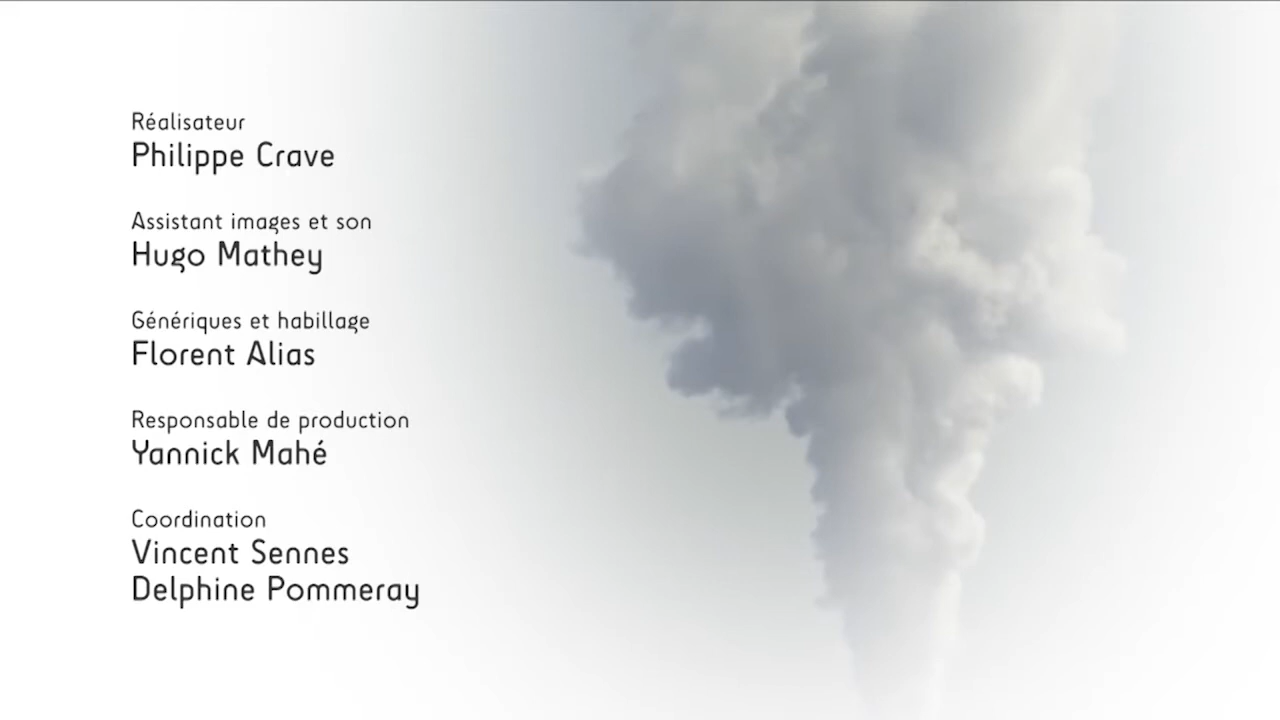 Réalisateur
Philippe Crave
Assistant images et son
Hugo Mathey
Génériques et habillage
Florent Alias
Responsable de production
Yannick Mahé
Coordination
Vincent Sennes
Delphine Pommeray